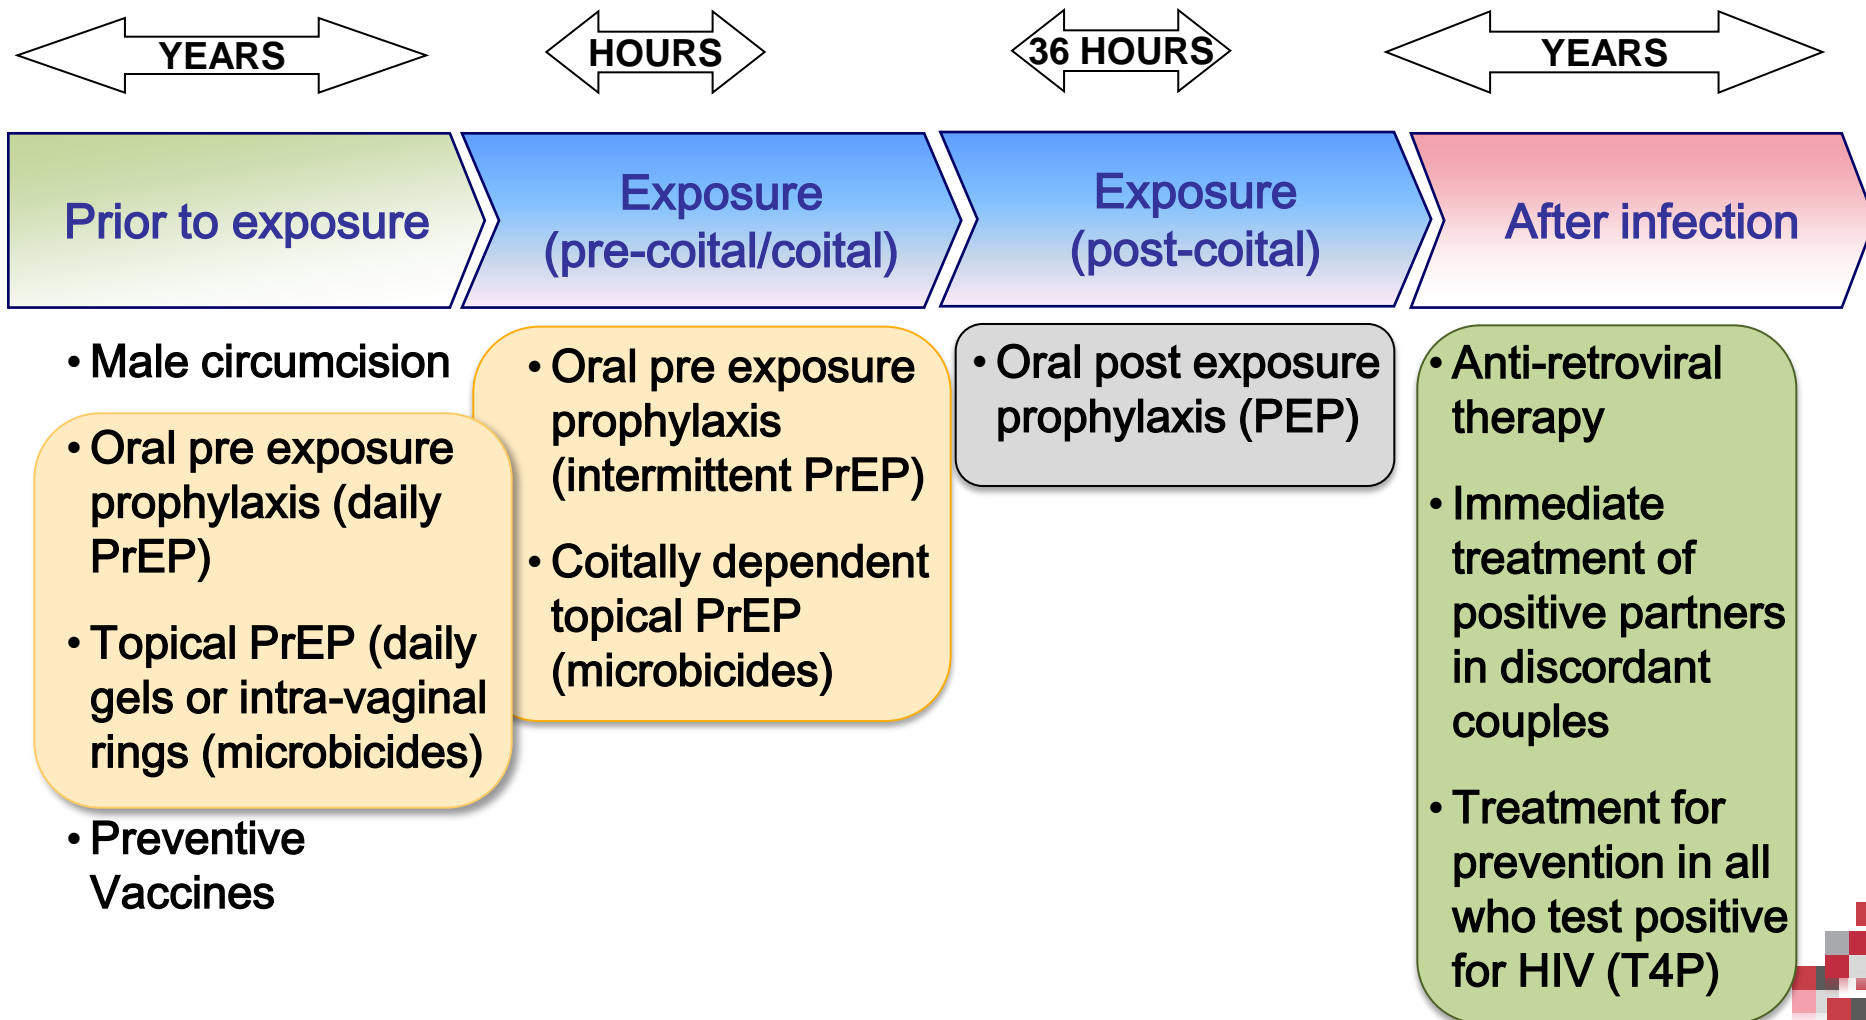 YEARS
HOURS
36 HOURS
YEARS
Prior to exposure
Exposure
(pre-coital/coital)
Exposure
(post-coital)
After infection
• Male circumcision
• Oral pre exposure
prophylaxis (daily
PrEP)
• Topical PrEP (daily
gels or intra-vaginal
rings (microbicides)
• Preventive
Vaccines
• Oral pre exposure
prophylaxis
(intermittent PrEP)
• Coitally dependent
topical PrEP
(microbicides)
• Oral post exposure
prophylaxis (PEP)
• Anti-retroviral
therapy
• Immediate
treatment of
positive partners
in discordant
couples
• Treatment for
prevention in all
who test positive
for HIV (T4P)